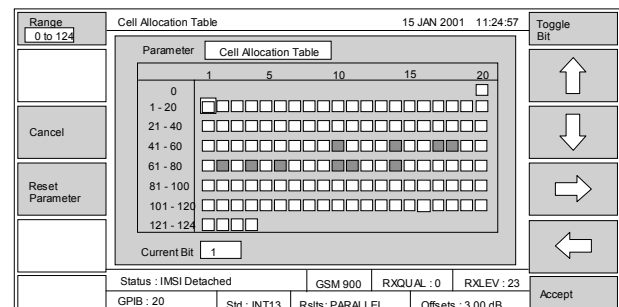 Range
0 to 124
Cell Allocation Table 15 JAN 2001 11:24:57
Toggle
Bit
Parameter Cell Allocation Table
1 5 10 15 20
0
1 - 20
21 - 40
41 - 60
61 - 80
81 - 100
101 - 120
121 - 124
Current Bit 1
Cancel
Reset
Parameter
Status : IMSI Detached GSM 900 RXQUAL : 0 RXLEV : 23
GPIB : 20 Std : INT13 Rslts: PARALLEL Offsets : 3.00 dB
Accept